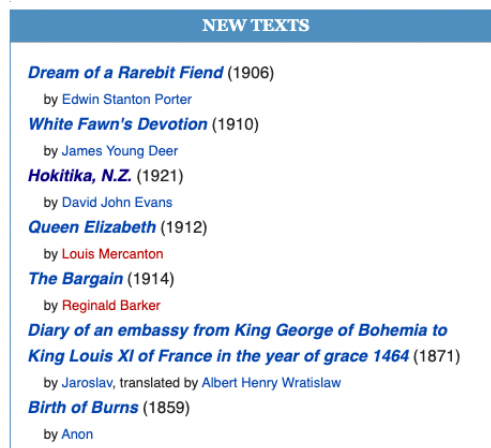 NEW TEXTS
Dream of a Rarebit Fiend (1906)
by Edwin Stanton Porter
White Fawn's Devotion (1910)
by James Young Deer
Hokitika, N.Z. (1921)
by David John Evans
Queen Elizabeth (1912)
by Louis Mercanton
The Bargain (1914)
by Reginald Barker
Diary of an embassy from King George of Bohemia to
King Louis XI of France in the year of grace 1464 (1871)
by Jaroslav, translated by Albert Henry Wratislaw
Birth of Burns (1859)
by Anon